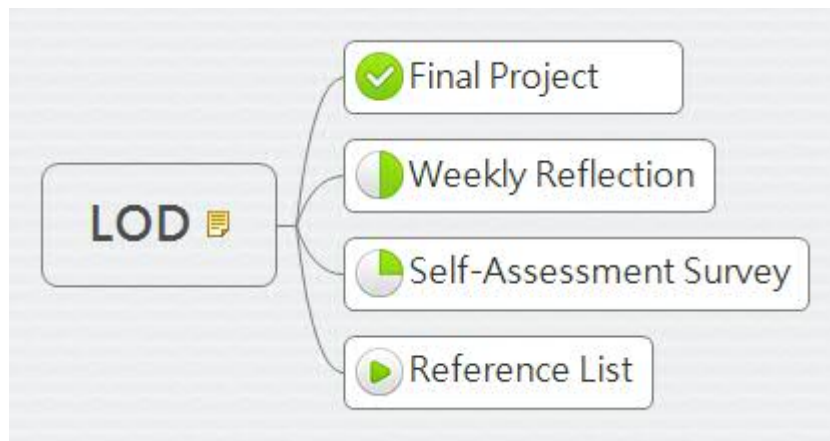 LOD
Final Project
Weekly Reflection
Self-Assessment Survey
Reference List